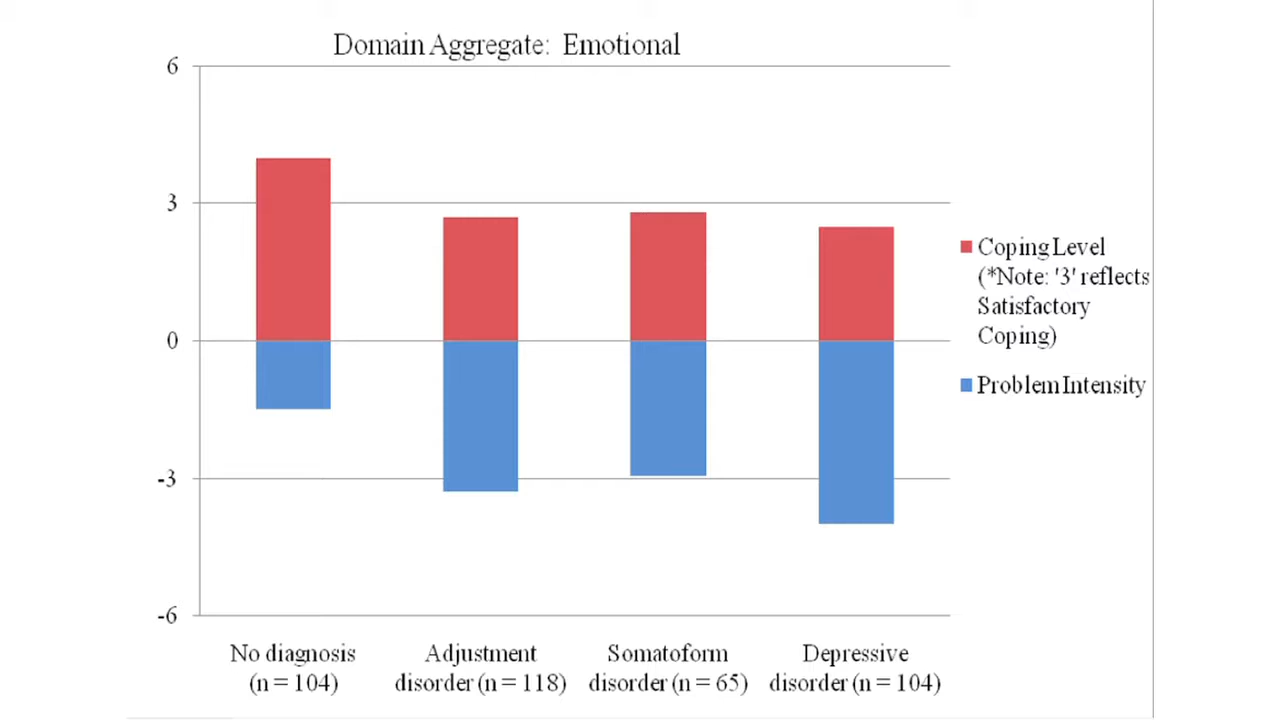 Domain Aggregate: Emotional
6
3
0
-3
-6
Coping Level
(*Note: '3' reflects
Satisfactory
Coping)
Problem Intensity
No diagnosis
(n = 104)
Adjustment
disorder (n = 118)
Somatoform
disorder (n = 65)
Depressive
disorder (n = 104)